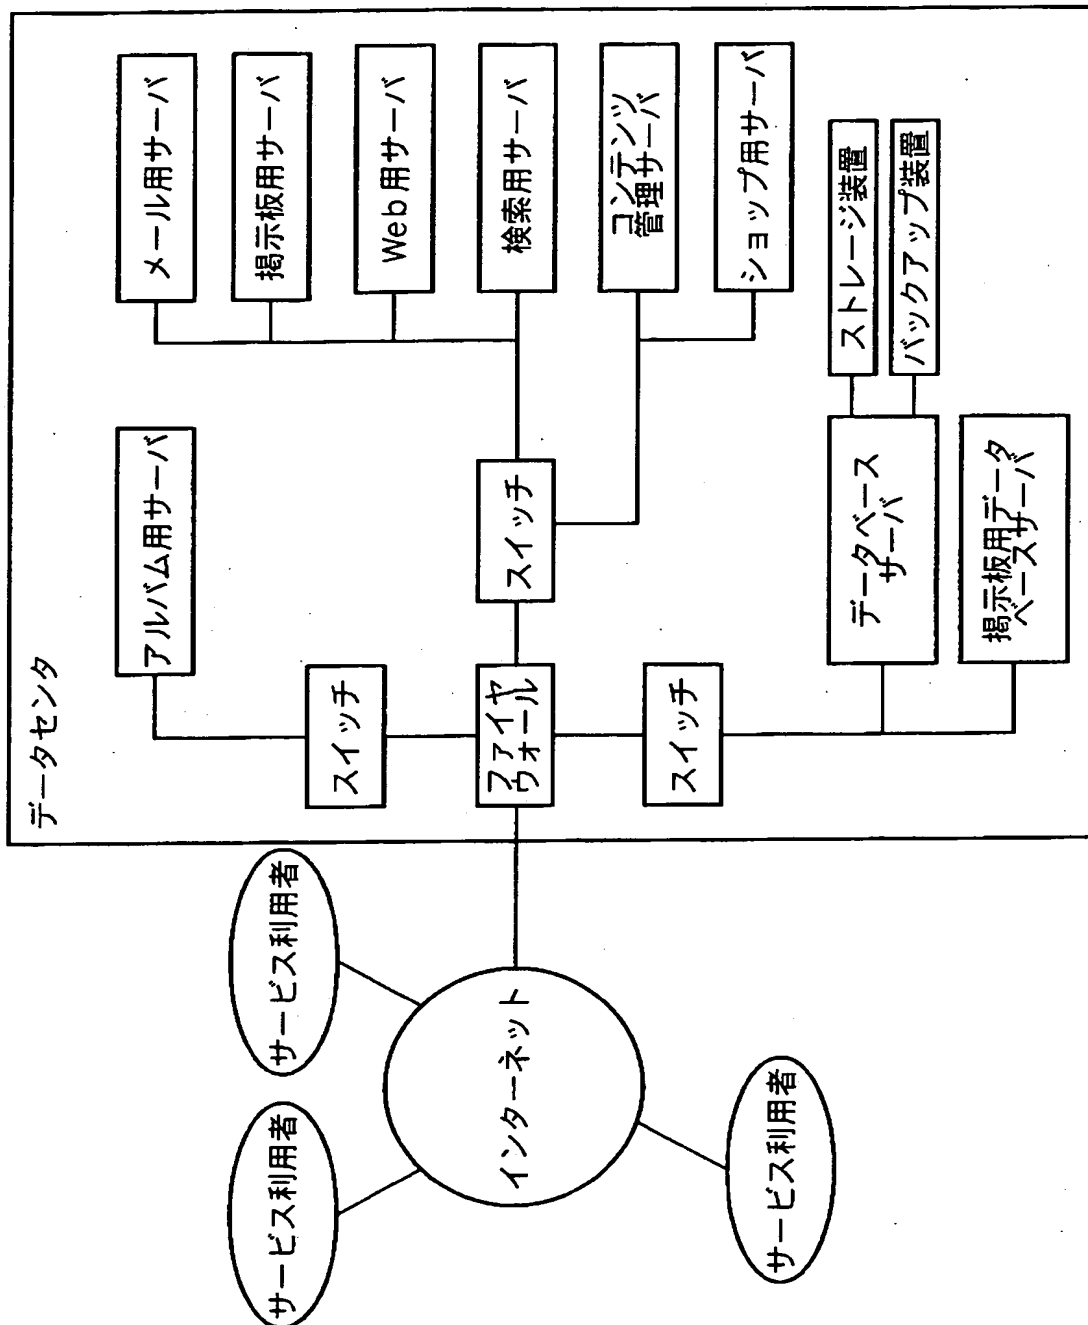 データセンタ
アルバム用サーバ
メール用サーバ
掲示板用サーバ
Web用サーバ
検索用サーバ
コンテンツ
管理サーバ
ショップ用サーバ
スイッチ
スイッチ
ファイヤ
ウォール
スイッチ
ストレージ装置
バックアップ装置
データベース
サーバ
掲示板用データ
ベースサーバ
サービス利用者
サービス利用者
インターネット
サービス利用者